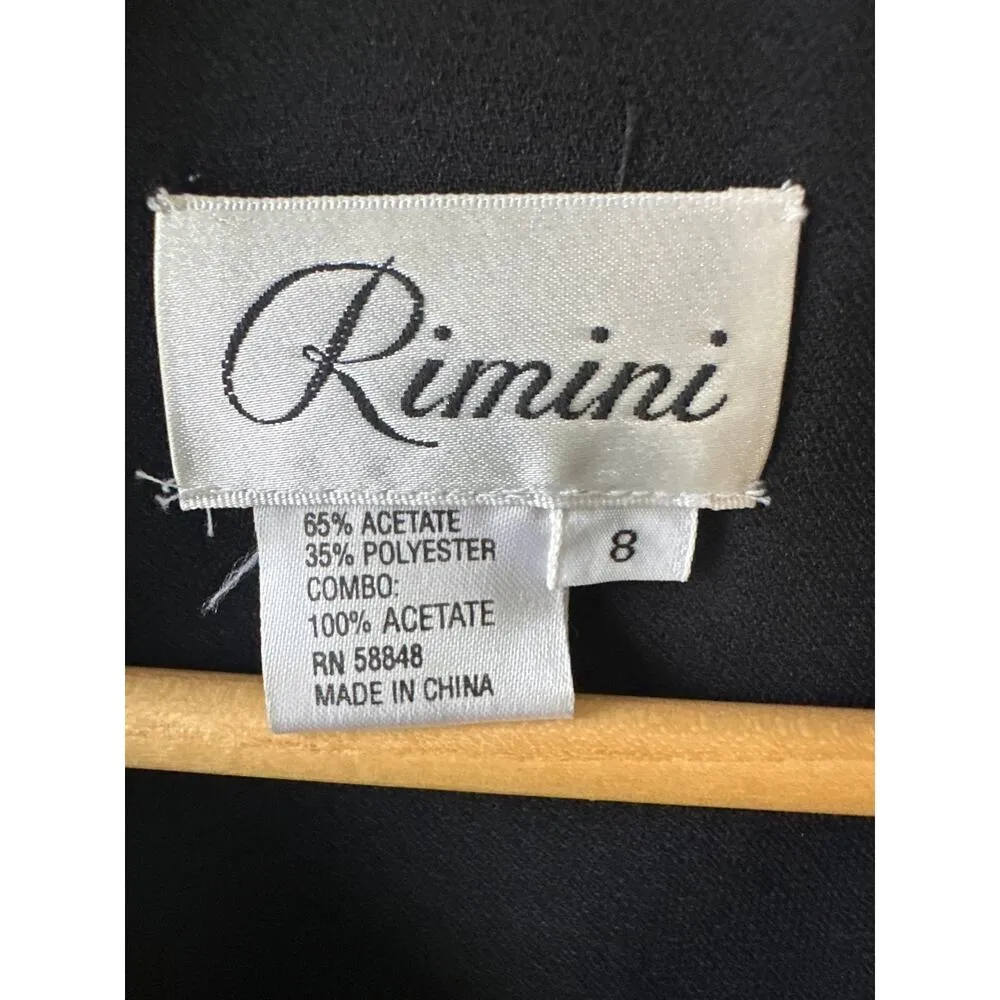 Rimini
65% ACETATE
35% POLYESTER
COMBO:
100% ACETATE
RN 58848
MADE IN CHINA
8